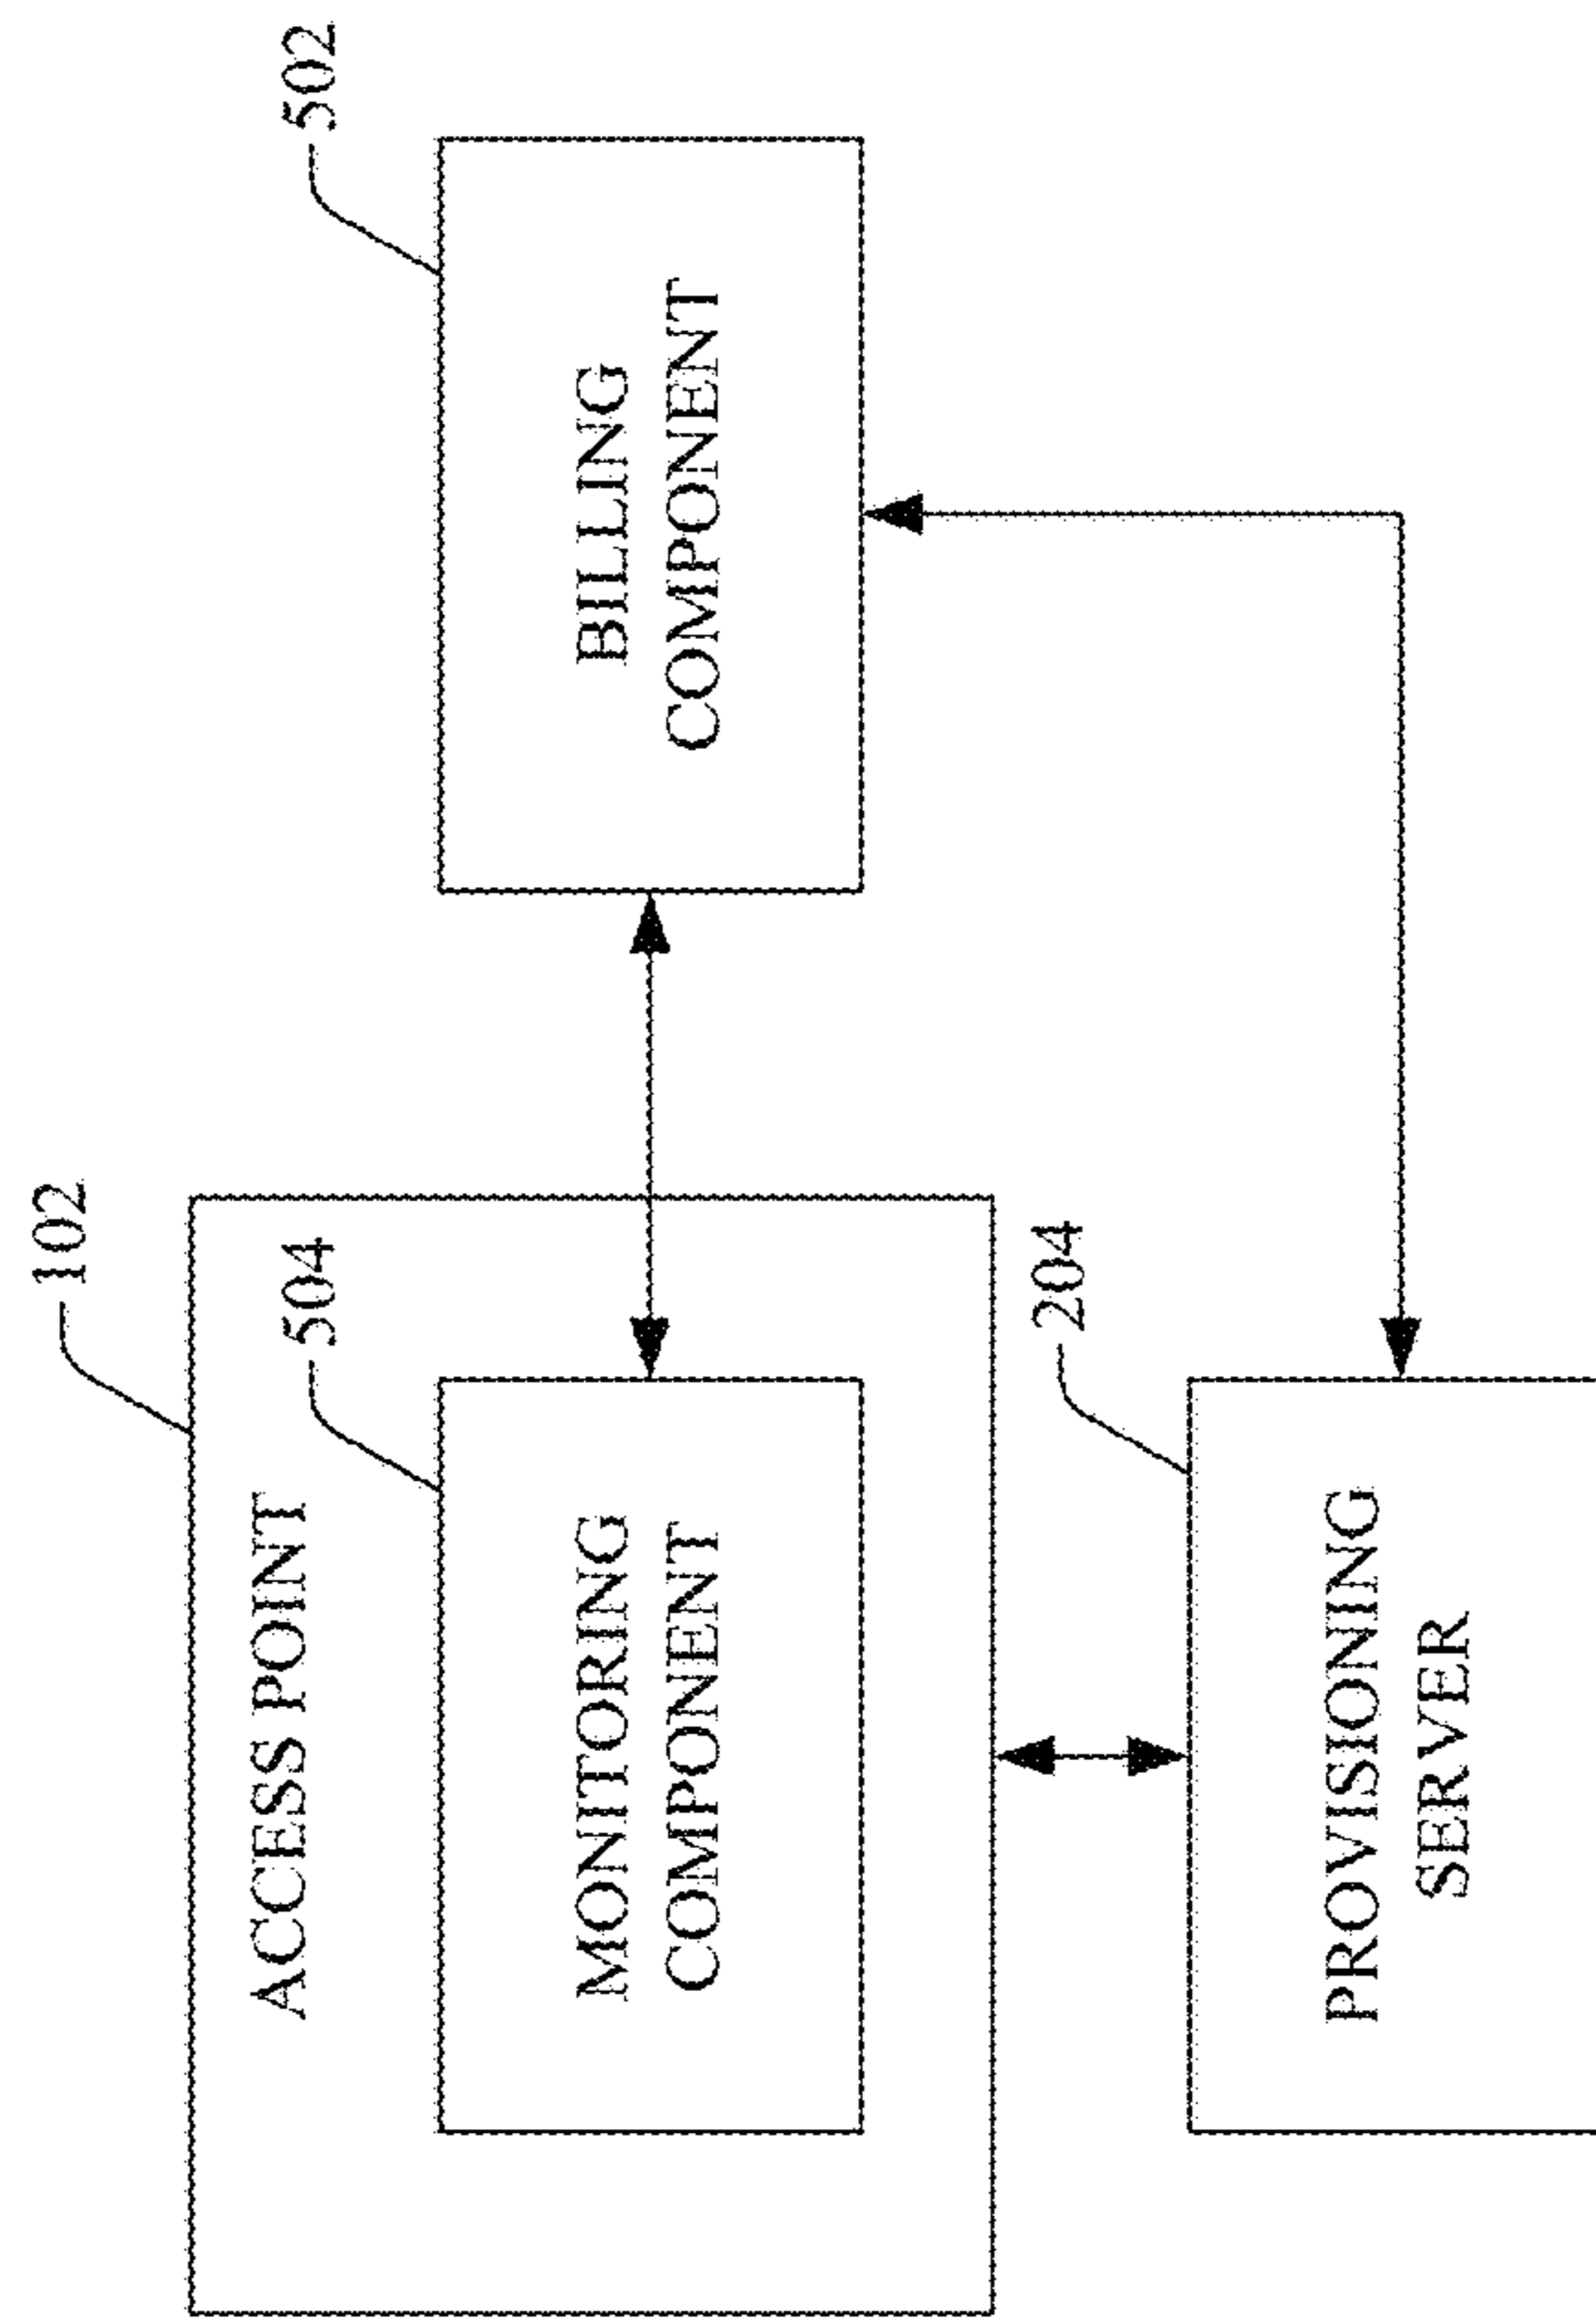 102
ACCESS POINT
504
MONITORING
COMPONENT
502
BILLING
COMPONENT
204
PROVISIONING
SERVER